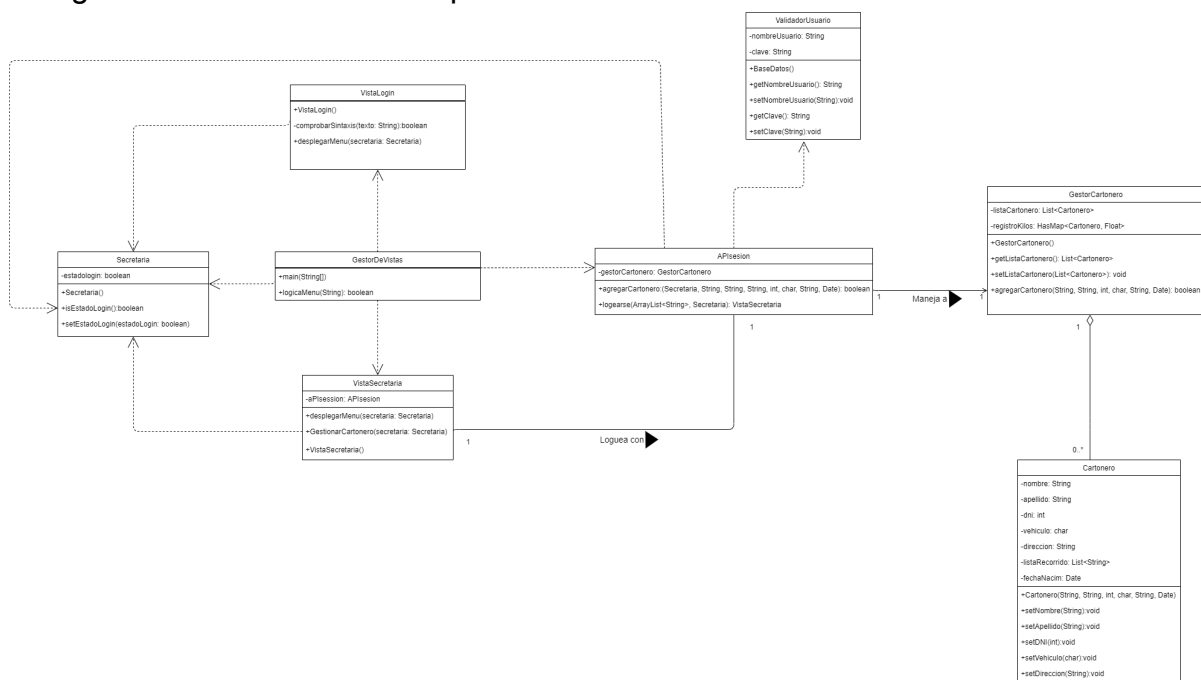 ValidadorUsuario
-nombreUsuario: String
-clave: String
+BaseDatos()
+getNombreUsuario(): String
+setNombreUsuario(String):void
+getClave(): String
+setClave(String):void
VistaLogin
+VistaLogin()
-comprobarSintaxis(texto: String):boolean
+desplegarMenu(secretaria: Secretaria)
GestorCartonero
-listaCartonero: List<Cartonero>
-registroKilos: HasMap<Cartonero, Float>
+GestorCartonero()
+getListaCartonero(): List<Cartonero>
+setListaCartonero(List<Cartonero>): void
+agregarCartonero(String, String, int, char, String, Date): boolean
Secretaria
-estadologin: boolean
+Secretaria()
+isEstadoLogin():boolean
+setEstadoLogin(estadoLogin: boolean)
GestorDeVistas
+main(String[])
+logicaMenu(String): boolean
APIsesion
-gestorCartonero: GestorCartonero
+agregarCartonero:(Secretaria, String, String, String, int, char, String, Date): boolean
+logearse(ArrayList<String>, Secretaria): VistaSecretaria
1
Maneja a
1
1
1
VistaSecretaria
-aPIsession: APIsesion
+desplegarMenu(secretaria: Secretaria)
+GestionarCartonero(secretaria: Secretaria)
+VistaSecretaria()
1
Loguea con
0..*
Cartonero
-nombre: String
-apellido: String
-dni: int
-vehiculo: char
-direccion: String
-listaRecorrido: List<String>
-fechaNacim: Date
+Cartonero(String, String, int, char, String, Date)
+setNombre(String):void
+setApellido(String):void
+setDNI(int):void
+setVehiculo(char):void
+setDireccion(String):void